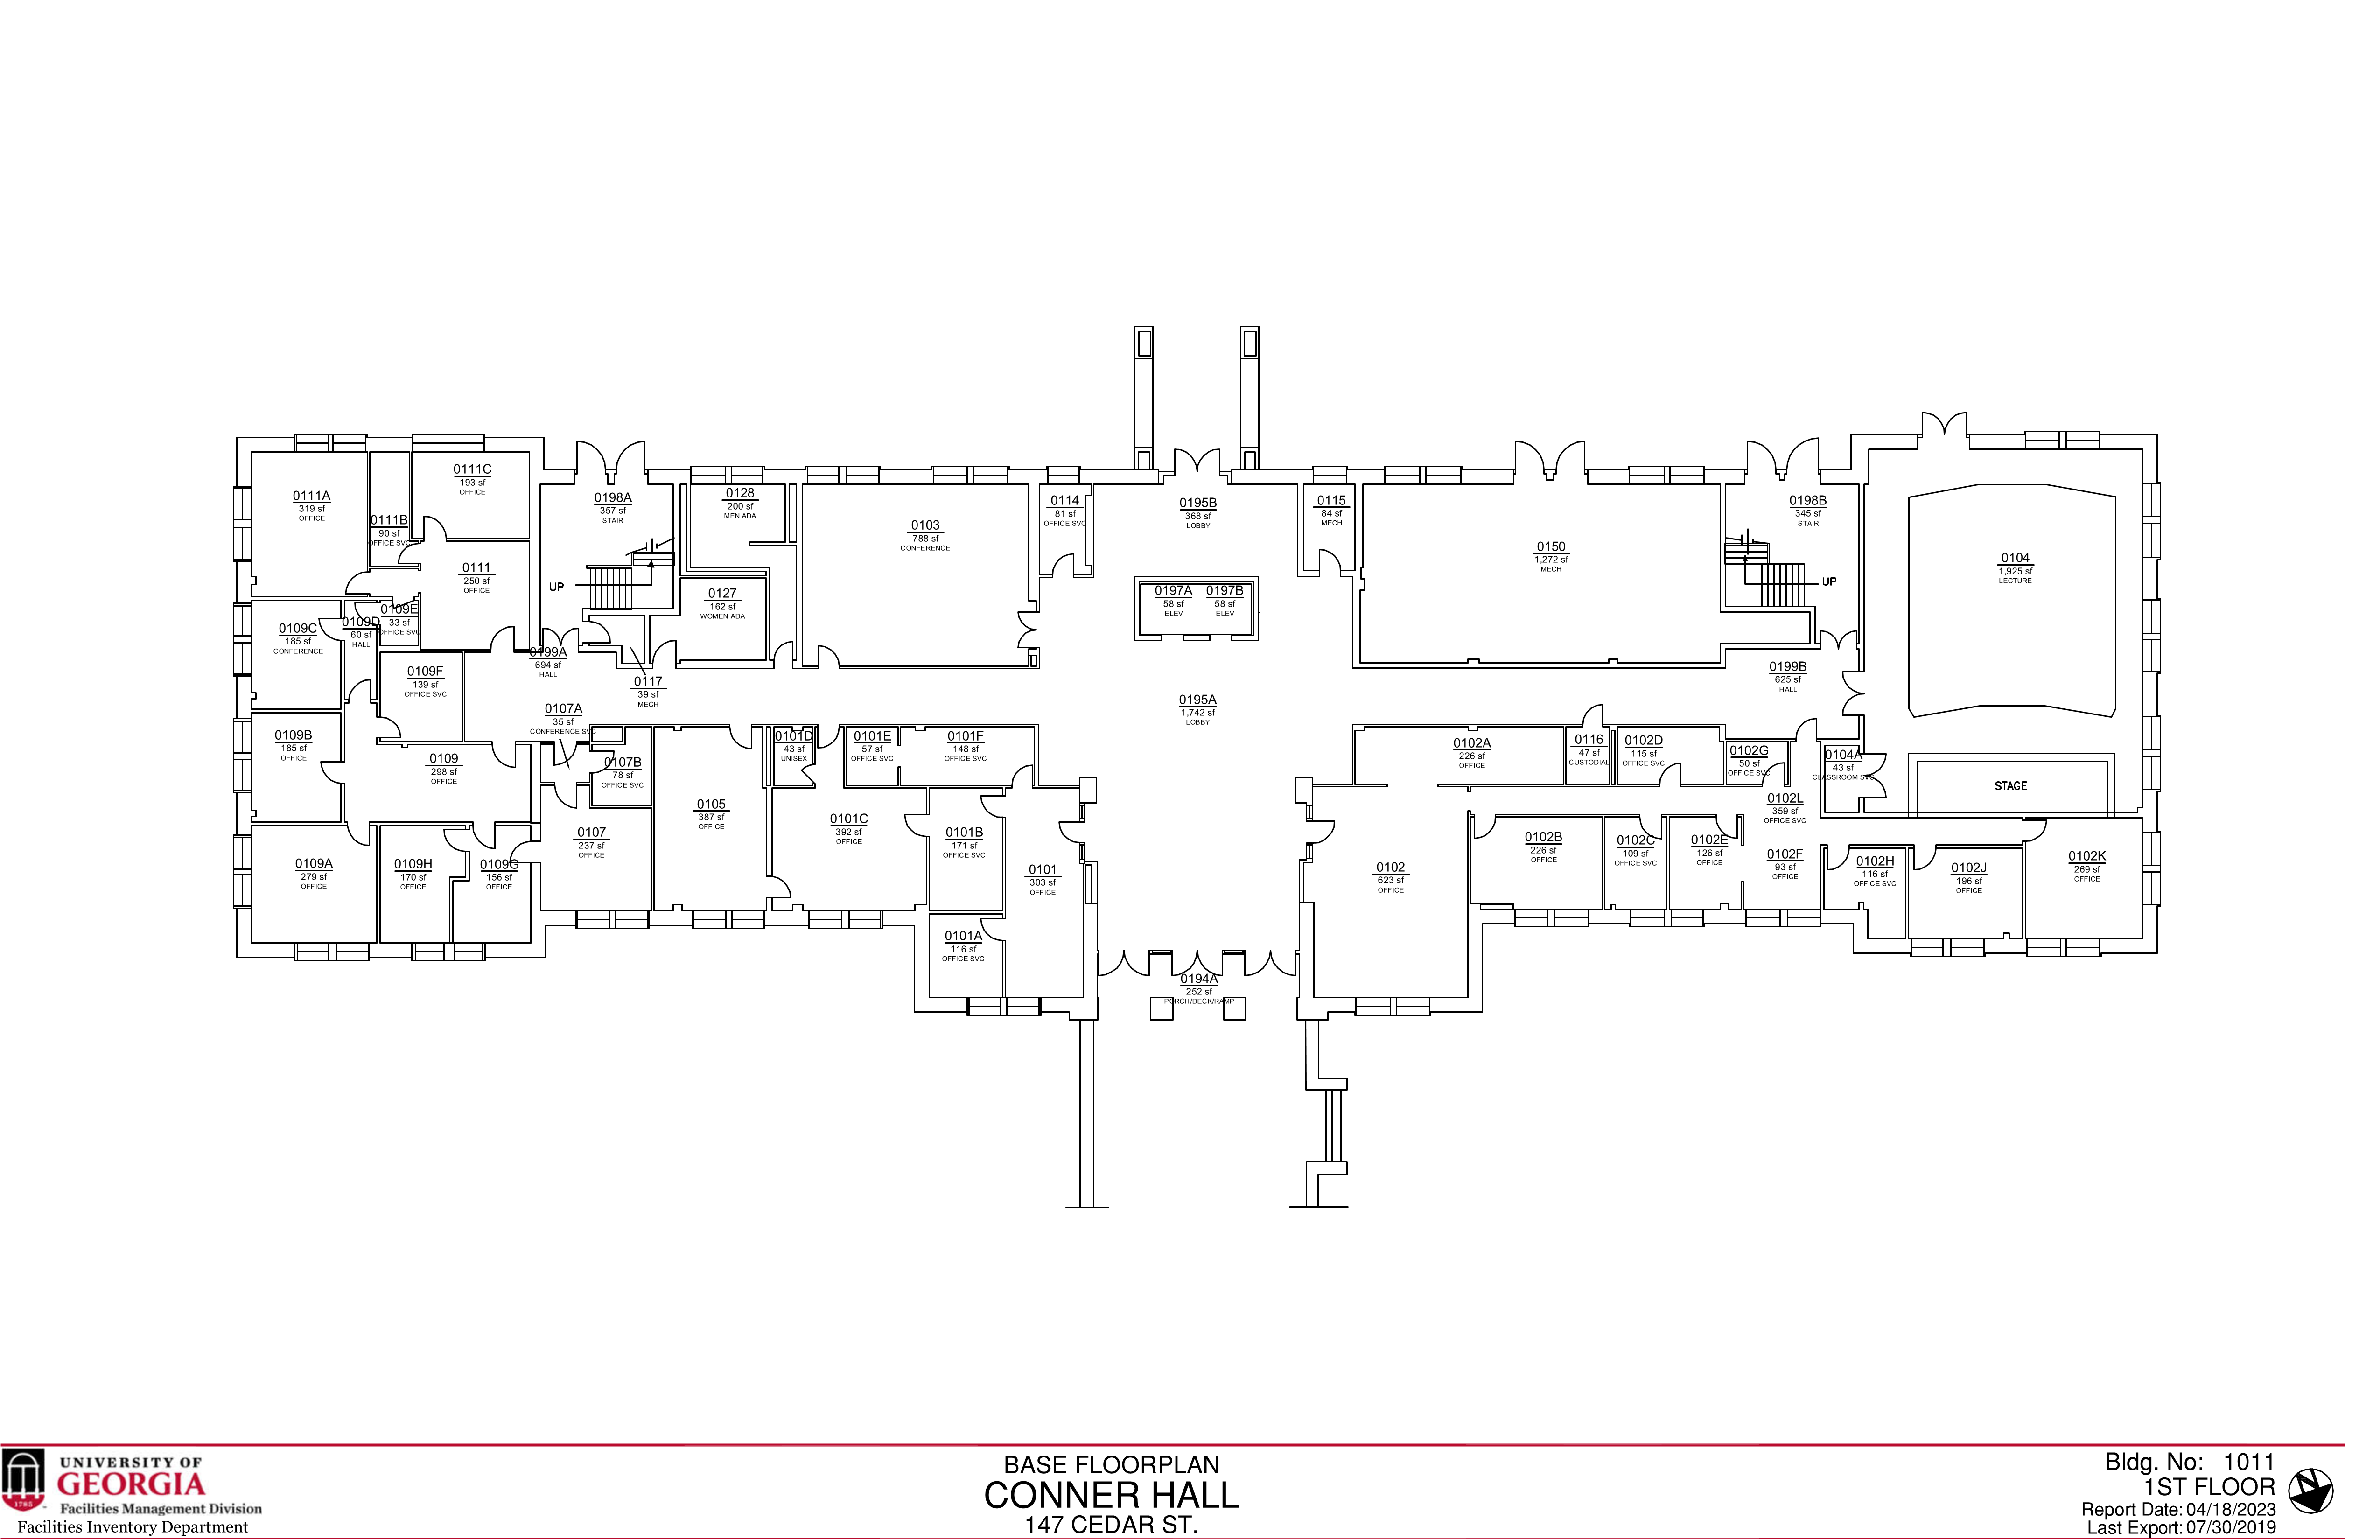 0111A
319 sf
OFFICE
0111B
90 sf
OFFICE SVC
0111C
193 sf
OFFICE
0111
250 sf
OFFICE
0198A
357 sf
STAIR
UP
0128
200 sf
MEN ADA
0127
162 sf
WOMEN ADA
0103
788 sf
CONFERENCE
0114
81 sf
OFFICE SVC
0195B
368 sf
LOBBY
0197A
58 sf
ELEV
0197B
58 sf
ELEV
0115
84 sf
MECH
0150
1,272 sf
MECH
0198B
345 sf
STAIR
UP
0104
1,925 sf
LECTURE
0109C
185 sf
CONFERENCE
0109D
60 sf
HALL
0109E
33 sf
OFFICE SVC
0109F
139 sf
OFFICE SVC
0199A
694 sf
HALL
0117
39 sf
MECH
0107A
35 sf
CONFERENCE SVC
0195A
1,742 sf
LOBBY
0199B
625 sf
HALL
0109B
185 sf
OFFICE
0109
298 sf
OFFICE
0107B
78 sf
OFFICE SVC
0105
387 sf
OFFICE
0101D
43 sf
UNISEX
0101E
57 sf
OFFICE SVC
0101F
148 sf
OFFICE SVC
0102A
226 sf
OFFICE
0116
47 sf
CUSTODIAL
0102D
115 sf
OFFICE SVC
0102G
50 sf
OFFICE SVC
0104A
43 sf
CLASSROOM SVC
STAGE
0102L
359 sf
OFFICE SVC
0109A
279 sf
OFFICE
0109H
170 sf
OFFICE
0109G
156 sf
OFFICE
0107
237 sf
OFFICE
0101C
392 sf
OFFICE
0101B
171 sf
OFFICE SVC
0101
303 sf
OFFICE
0101A
116 sf
OFFICE SVC
0102
623 sf
OFFICE
0102B
226 sf
OFFICE
0102C
109 sf
OFFICE SVC
0102E
126 sf
OFFICE
0102F
93 sf
OFFICE
0102H
116 sf
OFFICE SVC
0102J
196 sf
OFFICE
0102K
269 sf
OFFICE
0194A
252 sf
PORCH/DECK/RAMP
1785
UNIVERSITY OF
GEORGIA
Facilities Management Division
Facilities Inventory Department
BASE FLOORPLAN
CONNER HALL
147 CEDAR ST.
Bldg. No: 1011
1ST FLOOR
Report Date: 04/18/2023
Last Export: 07/30/2019
N